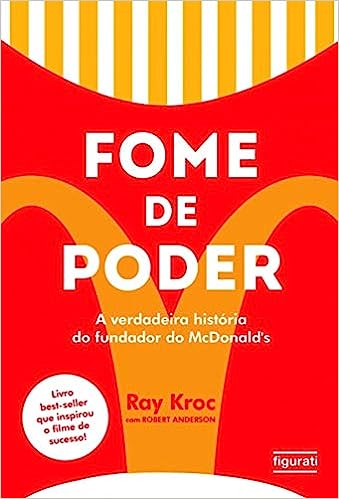 FOME
DE
PODER
A verdadeira história
do fundador do McDonald's
Livro
best-seller
que inspirou
o filme de
sucesso!
Ray Kroc
com ROBERT ANDERSON
figurati